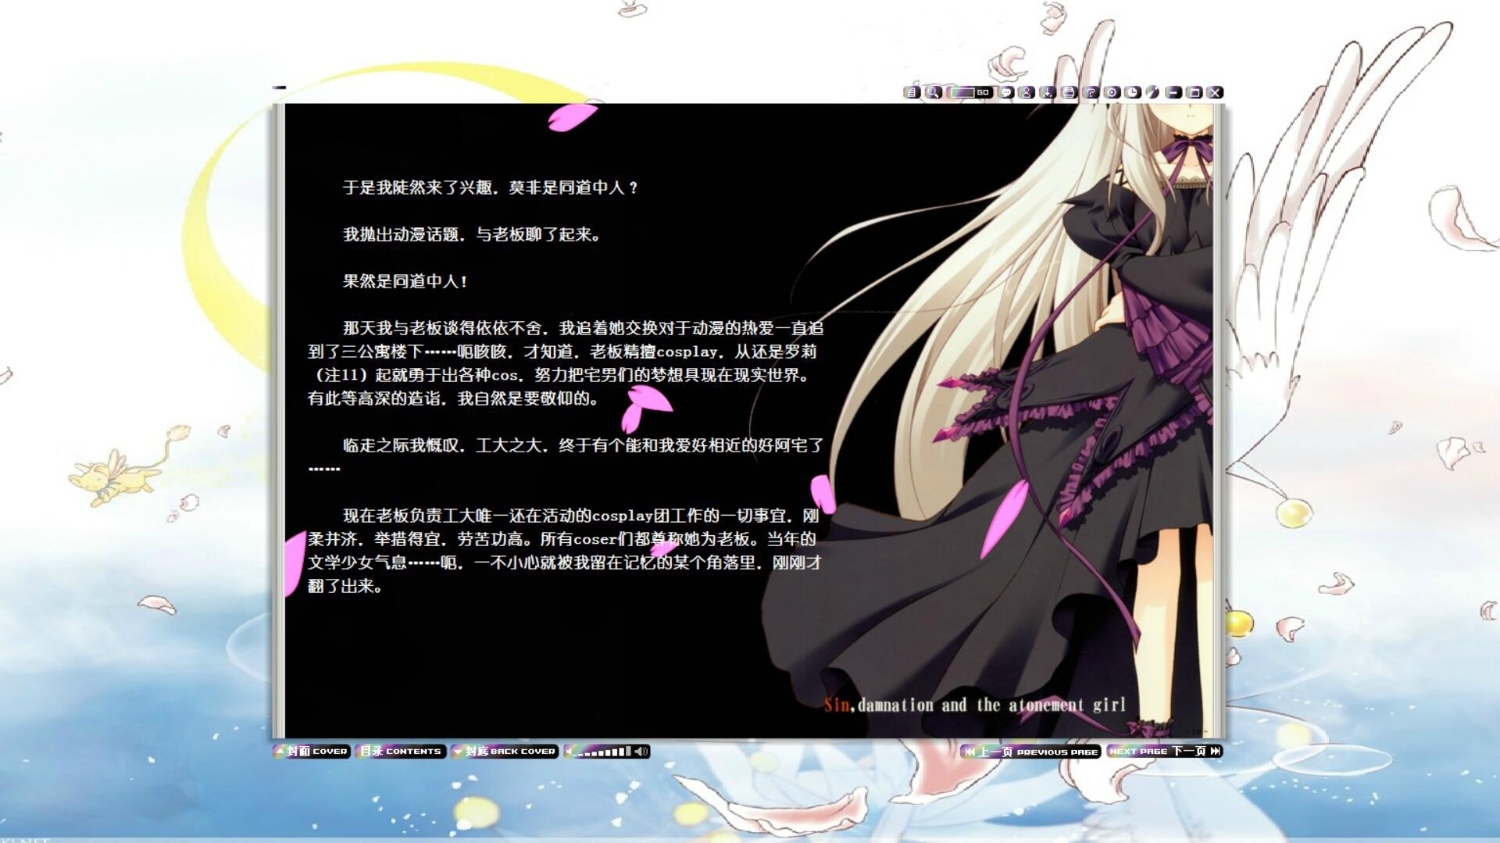 GO
于是我陡然来了兴趣，莫非是同道中人？
我抛出动漫话题，与老板聊了起来。
果然是同道中人！
那天我与老板谈得依依不舍，我追着她交换对于动漫的热爱一直追
到了三公寓楼下……呃咳咳，才知道，老板精擅cosplay，从还是罗莉
（注11）起就勇于出各种cos，努力把宅男们的梦想具现在现实世界。
有此等高深的造诣，我自然是要敬仰的。
临走之际我慨叹，工大之大，终于有个能和我爱好相近的好阿宅了
……
现在老板负责工大唯一还在活动的cosplay团工作的一切事宜，刚
柔并济，举措得宜，劳苦功高。所有coser们都尊称她为老板。当年的
文学少女气息……呃，一不小心就被我留在记忆的某个角落里，刚刚才
翻了出来。
Sin,damnation and the atonement girl
封面 COVER 目录 CONTENTS 封底 BACK COVER 上一页 PREVIOUS PAGE NEXT PAGE 下一页